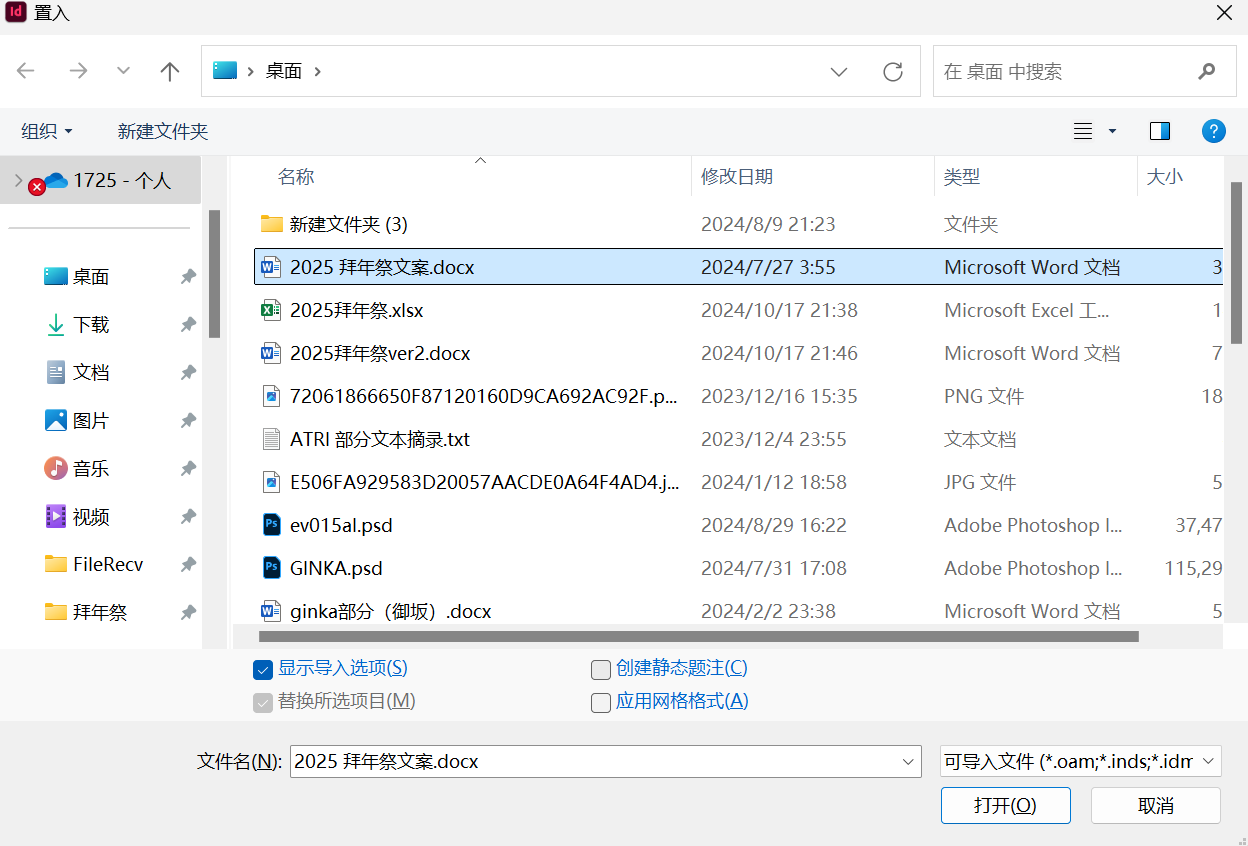 Id 置入
桌面
在 桌面 中搜索
组织 新建文件夹
1725 - 个人
桌面
下载
文档
图片
音乐
视频
FileRecv
拜年祭
名称 修改日期 类型 大小
新建文件夹 (3) 2024/8/9 21:23 文件夹
2025 拜年祭文案.docx 2024/7/27 3:55 Microsoft Word 文档 3
2025拜年祭.xlsx 2024/10/17 21:38 Microsoft Excel 工... 1
2025拜年祭ver2.docx 2024/10/17 21:46 Microsoft Word 文档 7
72061866650F87120160D9CA692AC92F.p... 2023/12/16 15:35 PNG 文件 18
ATRI 部分文本摘录.txt 2023/12/4 23:55 文本文档
E506FA929583D20057AACDE0A64F4AD4.j... 2024/1/12 18:58 JPG 文件 5
ev015al.psd 2024/8/29 16:22 Adobe Photoshop I... 37,47
GINKA.psd 2024/7/31 17:08 Adobe Photoshop I... 115,29
ginka部分（御坂）.docx 2024/2/2 23:38 Microsoft Word 文档 5
显示导入选项(S) 创建静态题注(C)
替换所选项目(M) 应用网格格式(A)
文件名(N): 2025 拜年祭文案.docx 可导入文件 (*.oam;*.inds;*.idm
打开(O) 取消